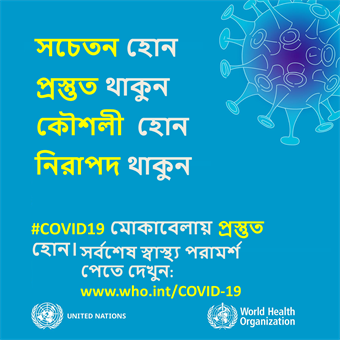 সচেতন হোন
প্রস্তুত থাকুন
কৌশলী হোন
নিরাপদ থাকুন
#COVID19 মোকাবেলায় প্রস্তুত
হোন। সর্বশেষ স্বাস্থ্য পরামর্শ
পেতে দেখুন:
www.who.int/COVID-19
UNITED NATIONS
World Health
Organization